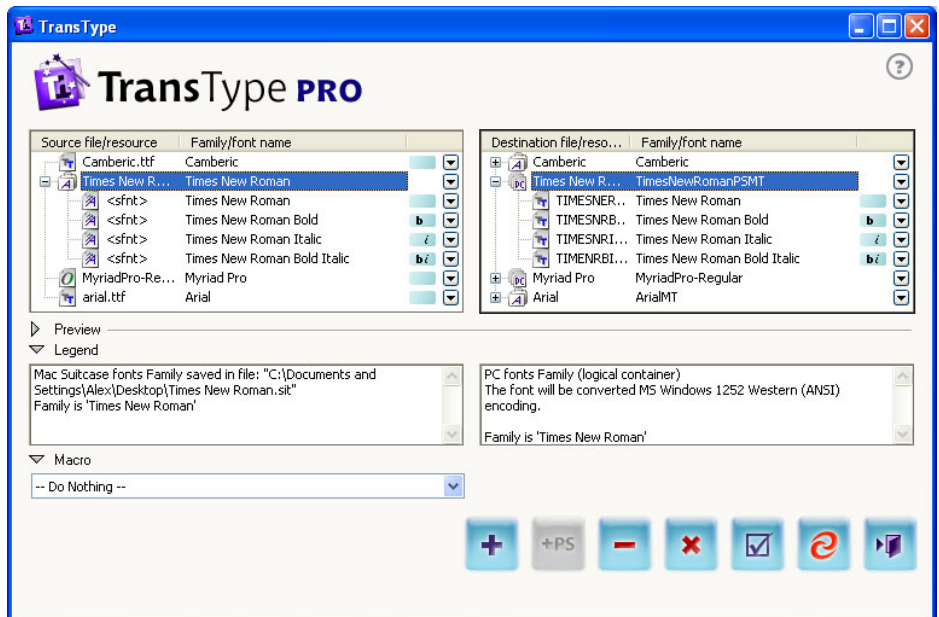 TransType
TransType PRO
?
Source file/resource Family/font name
Camberic.ttf Camberic
Times New R... Times New Roman
<sfnt> Times New Roman
<sfnt> Times New Roman Bold b
<sfnt> Times New Roman Italic i
<sfnt> Times New Roman Bold Italic bi
MyriadPro-Re... Myriad Pro
arial.ttf Arial
Destination file/reso... Family/font name
Camberic Camberic
Times New R... TimesNewRomanPSMT
TIMESNER... Times New Roman
TIMESNRB... Times New Roman Bold b
TIMESNRI... Times New Roman Italic i
TIMENRBI... Times New Roman Bold Italic bi
Myriad Pro MyriadPro-Regular
Arial ArialMT
Preview
Legend
Mac Suitcase fonts Family saved in file: "C:\Documents and
Settings\Alex\Desktop\Times New Roman.sit"
Family is 'Times New Roman'
PC fonts Family (logical container)
The font will be converted MS Windows 1252 Western (ANSI)
encoding.
Family is 'Times New Roman'
Macro
-- Do Nothing --
+PS